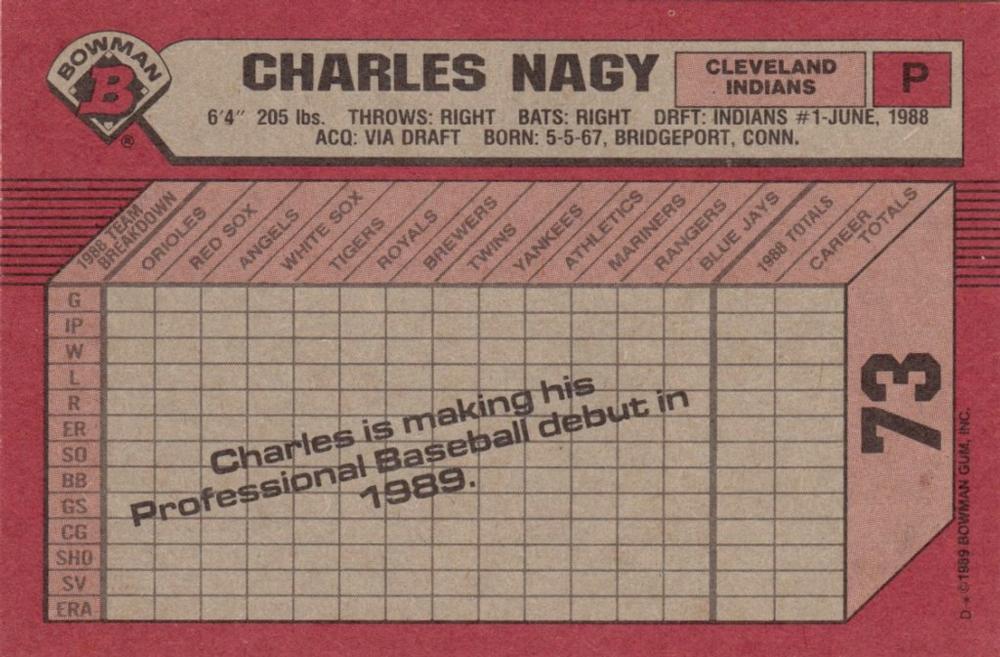 BOWMAN
B
®
CHARLES NAGY
CLEVELAND
INDIANS
P
6'4" 205 lbs. THROWS: RIGHT BATS: RIGHT DRFT: INDIANS #1-JUNE, 1988
ACQ: VIA DRAFT BORN: 5-5-67, BRIDGEPORT, CONN.
1988 TEAM
BREAKDOWN
ORIOLES
RED SOX
ANGELS
WHITE SOX
TIGERS
ROYALS
BREWERS
TWINS
YANKEES
ATHLETICS
MARINERS
RANGERS
BLUE JAYS
1988 TOTALS
CAREER
TOTALS
G
IP
W
L
R
ER
SO
BB
GS
CG
SHO
SV
ERA
Charles is making his
Professional Baseball debut in
1989.
73
D * ©1989 BOWMAN GUM, INC.